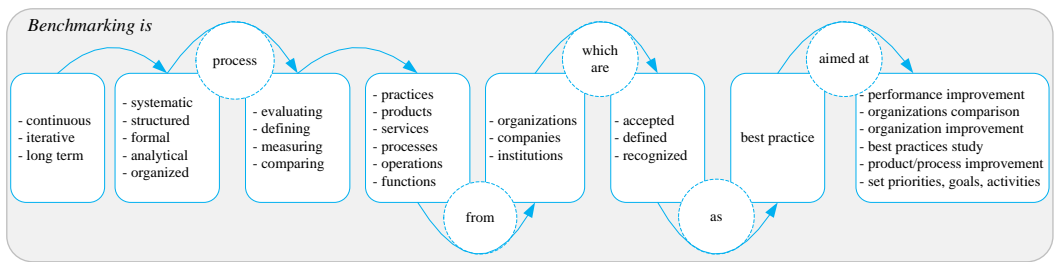 Benchmarking is
- continuous
- iterative
- long term
- systematic
- structured
- formal
- analytical
- organized
process
- evaluating
- defining
- measuring
- comparing
- practices
- products
- services
- processes
- operations
- functions
from
- organizations
- companies
- institutions
which
are
- accepted
- defined
- recognized
as
best practice
aimed at
- performance improvement
- organizations comparison
- organization improvement
- best practices study
- product/process improvement
- set priorities, goals, activities